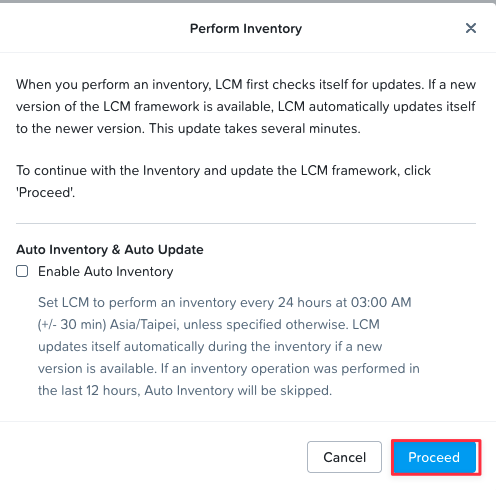 Perform Inventory
When you perform an inventory, LCM first checks itself for updates. If a new
version of the LCM framework is available, LCM automatically updates itself
to the newer version. This update takes several minutes.
To continue with the Inventory and update the LCM framework, click
'Proceed'.
Auto Inventory & Auto Update
Enable Auto Inventory
Set LCM to perform an inventory every 24 hours at 03:00 AM
(+/- 30 min) Asia/Taipei, unless specified otherwise. LCM
updates itself automatically during the inventory if a new
version is available. If an inventory operation was performed in
the last 12 hours, Auto Inventory will be skipped.
Cancel Proceed